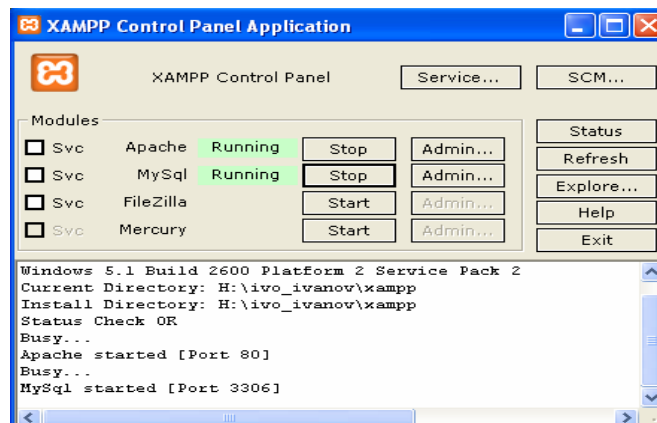 XAMPP Control Panel Application
XAMPP Control Panel Service... SCM...
Modules
Svc Apache Running Stop Admin...
Svc MySql Running Stop Admin...
Svc FileZilla Start Admin...
Svc Mercury Start Admin...
Status
Refresh
Explore...
Help
Exit
Windows 5.1 Build 2600 Platform 2 Service Pack 2
Current Directory: H:\ivo_ivanov\xampp
Install Directory: H:\ivo_ivanov\xampp
Status Check OK
Busy...
Apache started [Port 80]
Busy...
MySql started [Port 3306]